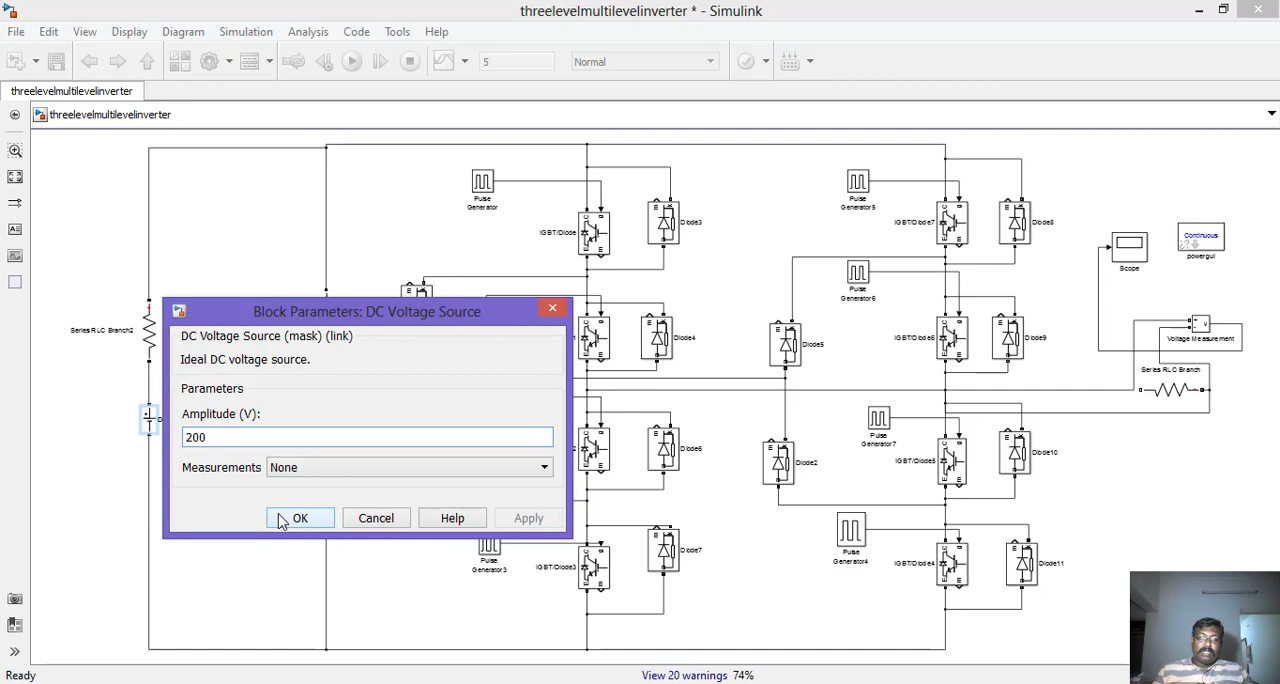 threelevelmultilevelinverter * - Simulink
File Edit View Display Diagram Simulation Analysis Code Tools Help
5
Normal
threelevelmultilevelinverter
threelevelmultilevelinverter
Pulse
Generator
IGBT/Diode
Diode3
Pulse
Generator5
IGBT/Diode7
Diode8
Scope
Continuous
powergui
Pulse
Generator6
Series RLC Branch2
Diode4
Diode5
IGBT/Diode6
Diode9
Voltage Measurement
Series RLC Branch
Block Parameters: DC Voltage Source
DC Voltage Source (mask) (link)
Ideal DC voltage source.
Parameters
Amplitude (V):
200
Measurements None
OK Cancel Help Apply
Diode6
Diode2
Pulse
Generator7
IGBT/Diode5
Diode10
Pulse
Generator3
IGBT/Diode3
Diode7
Pulse
Generator4
IGBT/Diode4
Diode11
Ready
View 20 warnings 74%